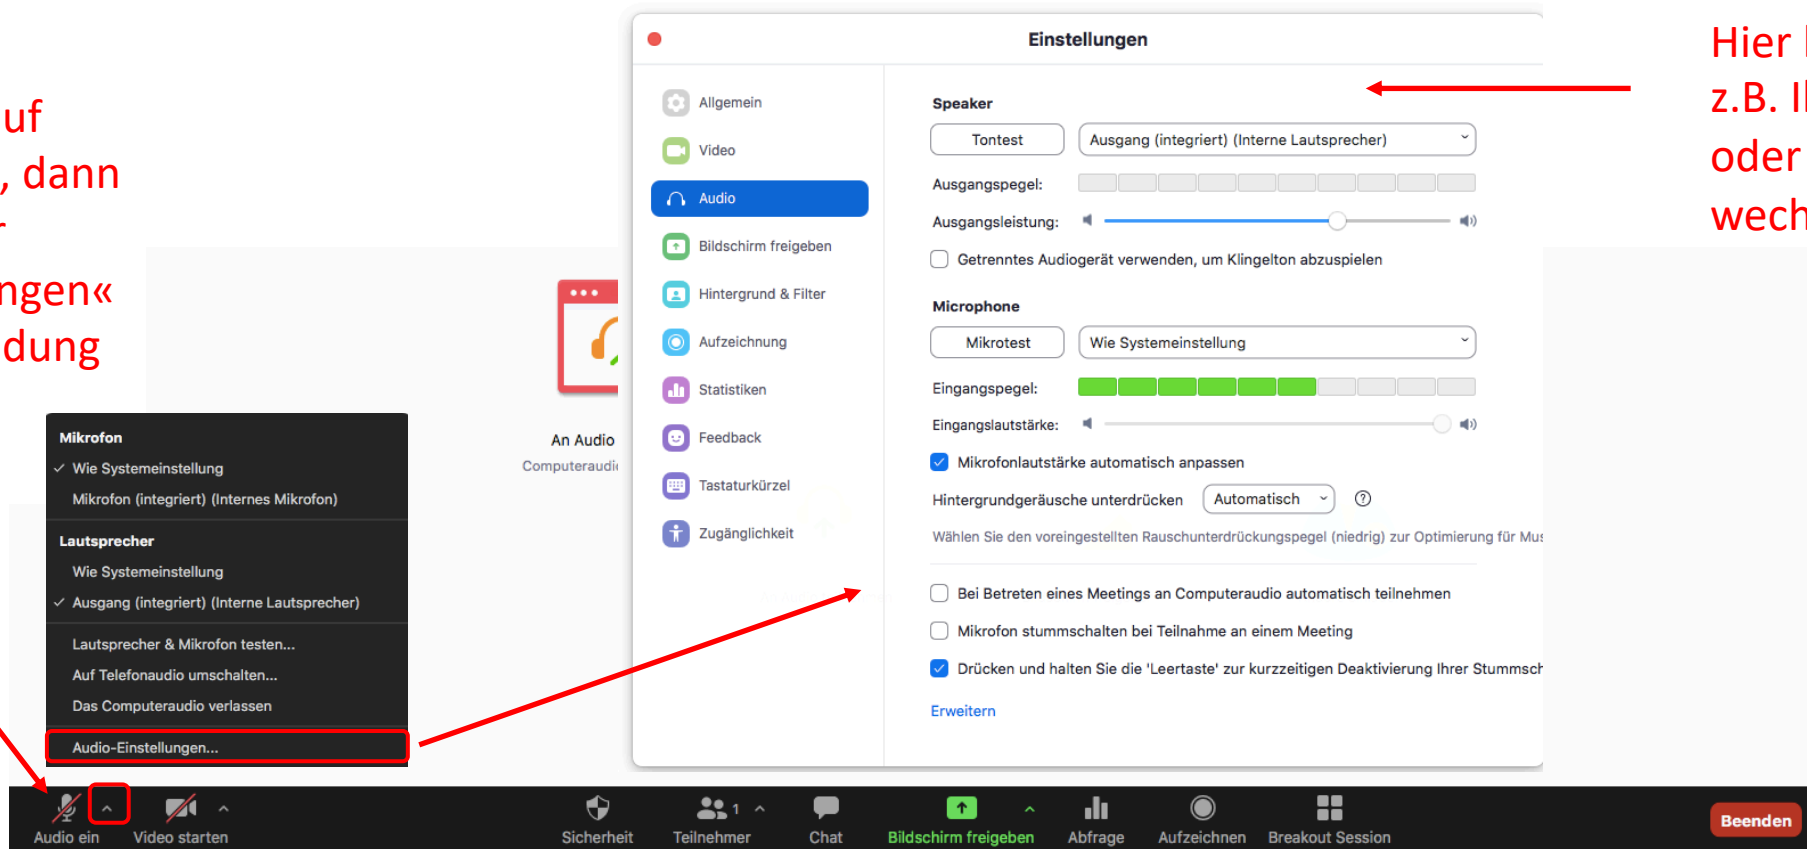 uf
, dann
ngen«
dung
Mikrofon
Wie Systemeinstellung
Mikrofon (integriert) (Internes Mikrofon)
Lautsprecher
Wie Systemeinstellung
Ausgang (integriert) (Interne Lautsprecher)
Lautsprecher & Mikrofon testen...
Auf Telefonaudio umschalten...
Das Computeraudio verlassen
Audio-Einstellungen...
An Audio
Computeraudi
Einstellungen
Allgemein
Video
Audio
Bildschirm freigeben
Hintergrund & Filter
Aufzeichnung
Statistiken
Feedback
Tastaturkürzel
Zugänglichkeit
Speaker
Tontest Ausgang (integriert) (Interne Lautsprecher)
Ausgangspegel:
Ausgangsleistung:
Getrenntes Audiogerät verwenden, um Klingelton abzuspielen
Microphone
Mikrotest Wie Systemeinstellung
Eingangspegel:
Eingangslautstärke:
Mikrofonlautstärke automatisch anpassen
Hintergrundgeräusche unterdrücken Automatisch ?
Wählen Sie den voreingestellten Rauschunterdrückungspegel (niedrig) zur Optimierung für Mus
Bei Betreten eines Meetings an Computeraudio automatisch teilnehmen
Mikrofon stummschalten bei Teilnahme an einem Meeting
Drücken und halten Sie die 'Leertaste' zur kurzzeitigen Deaktivierung Ihrer Stummsch
Erweitern
Hier
z.B.
oder
wech
Audio ein Video starten Sicherheit Teilnehmer 1 Chat Bildschirm freigeben Abfrage Aufzeichnen Breakout Session Beenden